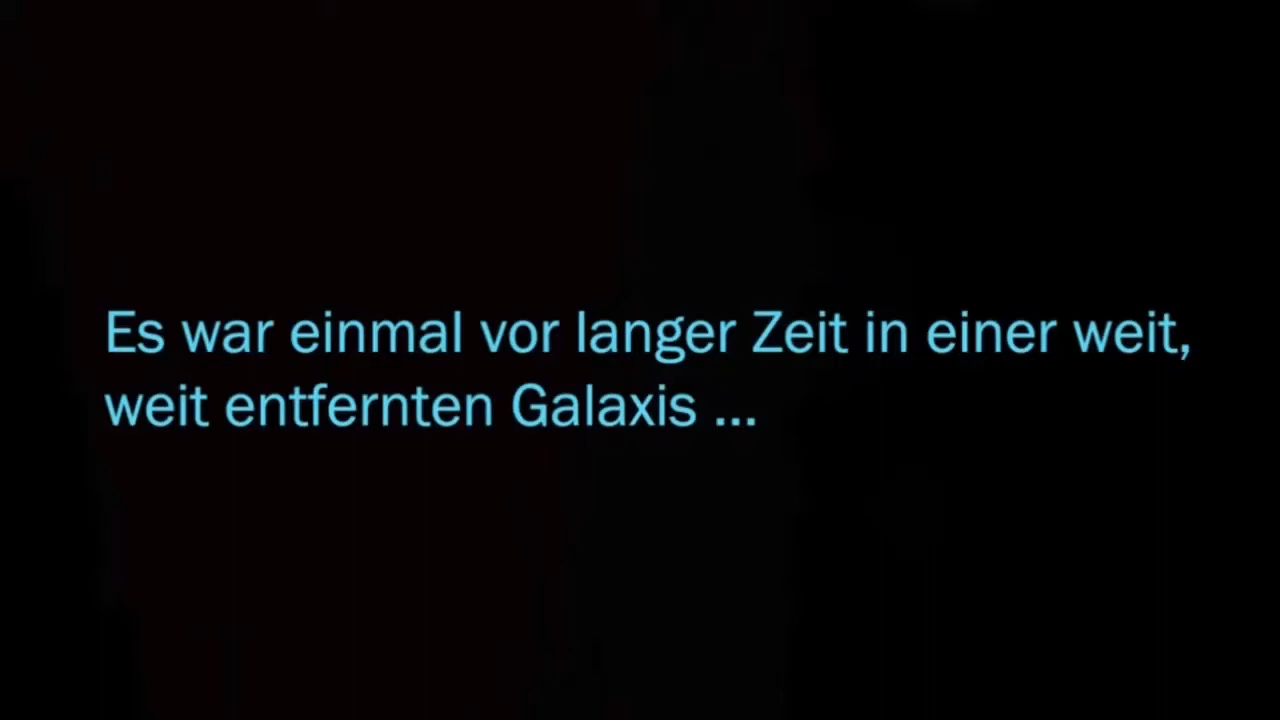 Es war einmal vor langer Zeit in einer weit,
weit entfernten Galaxis ...